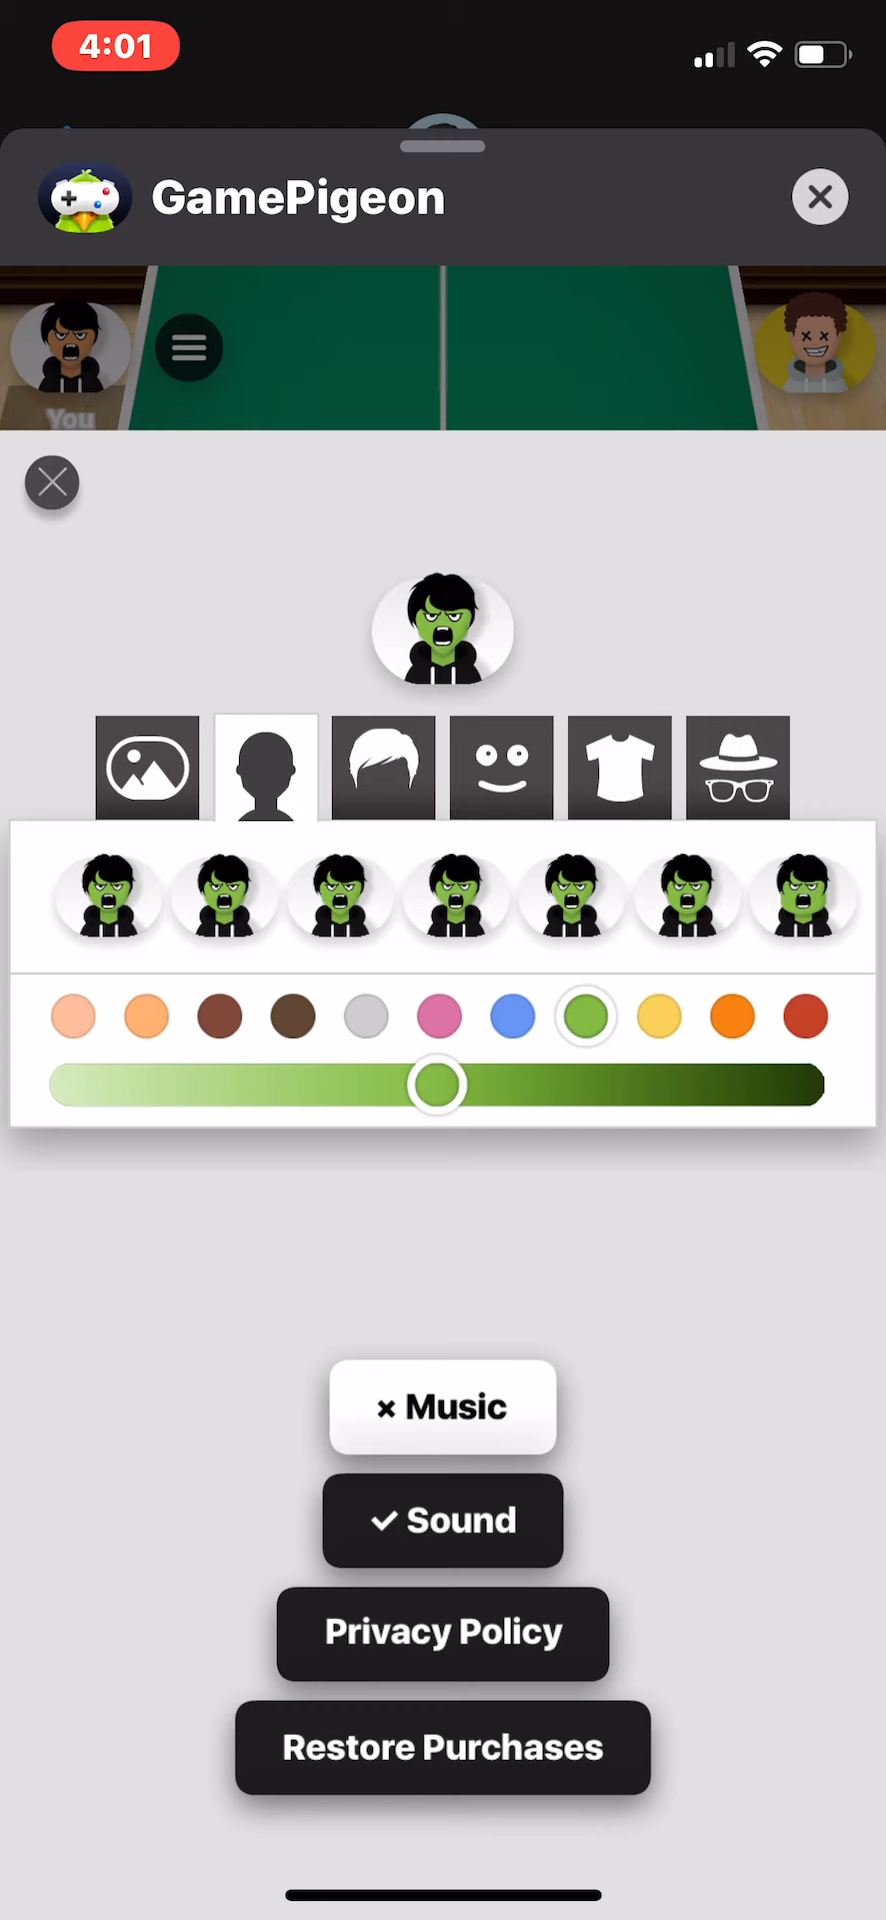 4:01
GamePigeon
You
× Music
✓ Sound
Privacy Policy
Restore Purchases